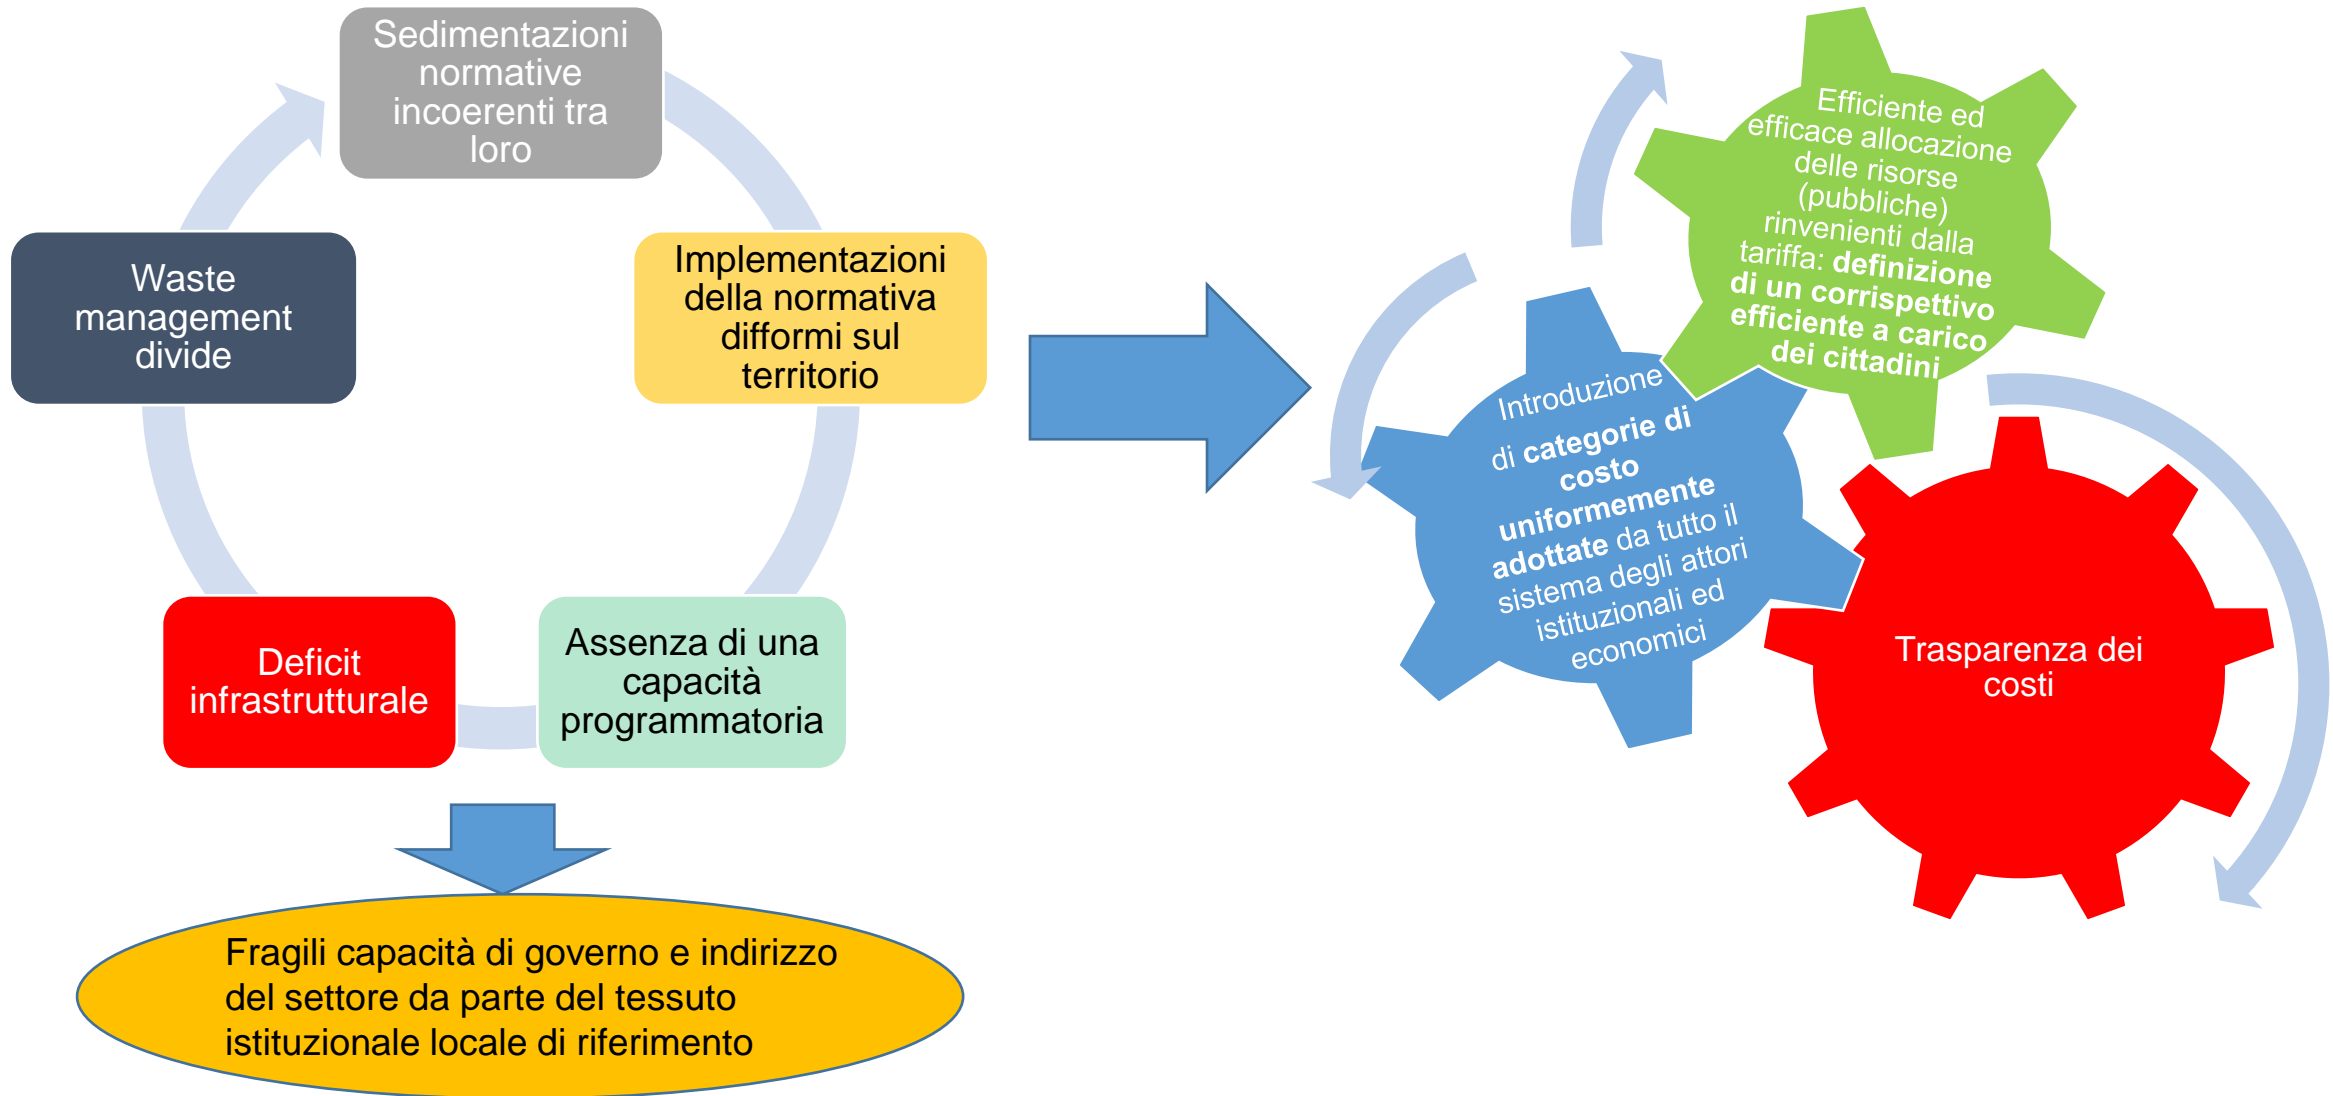 Sedimentazioni
normative
incoerenti tra
loro
Implementazioni
della normativa
difformi sul
territorio
Assenza di una
capacità
programmatoria
Deficit
infrastrutturale
Waste
management
divide
Fragili capacità di governo e indirizzo
del settore da parte del tessuto
istituzionale locale di riferimento
Efficiente ed
efficace allocazione
delle risorse
(pubbliche)
rinvenienti dalla
tariffa: definizione
di un corrispettivo
efficiente a carico
dei cittadini
Introduzione
di categorie di
costo
uniformemente
adottate da tutto il
sistema degli attori
istituzionali ed
economici
Trasparenza dei
costi